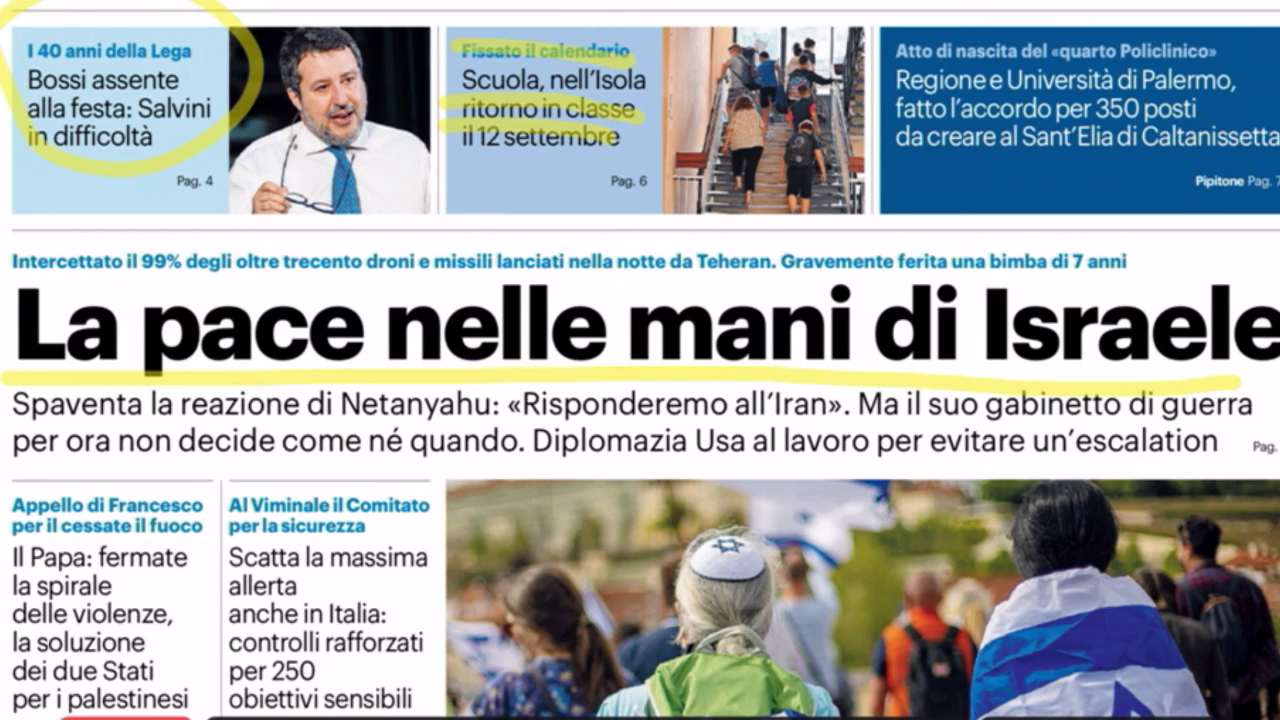 I 40 anni della Lega
Bossi assente
alla festa: Salvini
in difficoltà
Pag. 4
Fissato il calendario
Scuola, nell'Isola
ritorno in classe
il 12 settembre
Pag. 6
Atto di nascita del «quarto Policlinico»
Regione e Università di Palermo,
fatto l'accordo per 350 posti
da creare al Sant'Elia di Caltanissetta
Pipitone Pag. 7
Intercettato il 99% degli oltre trecento droni e missili lanciati nella notte da Teheran. Gravemente ferita una bimba di 7 anni
La pace nelle mani di Israele
Spaventa la reazione di Netanyahu: «Risponderemo all'Iran». Ma il suo gabinetto di guerra
per ora non decide come né quando. Diplomazia Usa al lavoro per evitare un'escalation
Pag.
Appello di Francesco
per il cessate il fuoco
Il Papa: fermate
la spirale
delle violenze,
la soluzione
dei due Stati
per i palestinesi
Al Viminale il Comitato
per la sicurezza
Scatta la massima
allerta
anche in Italia:
controlli rafforzati
per 250
obiettivi sensibili